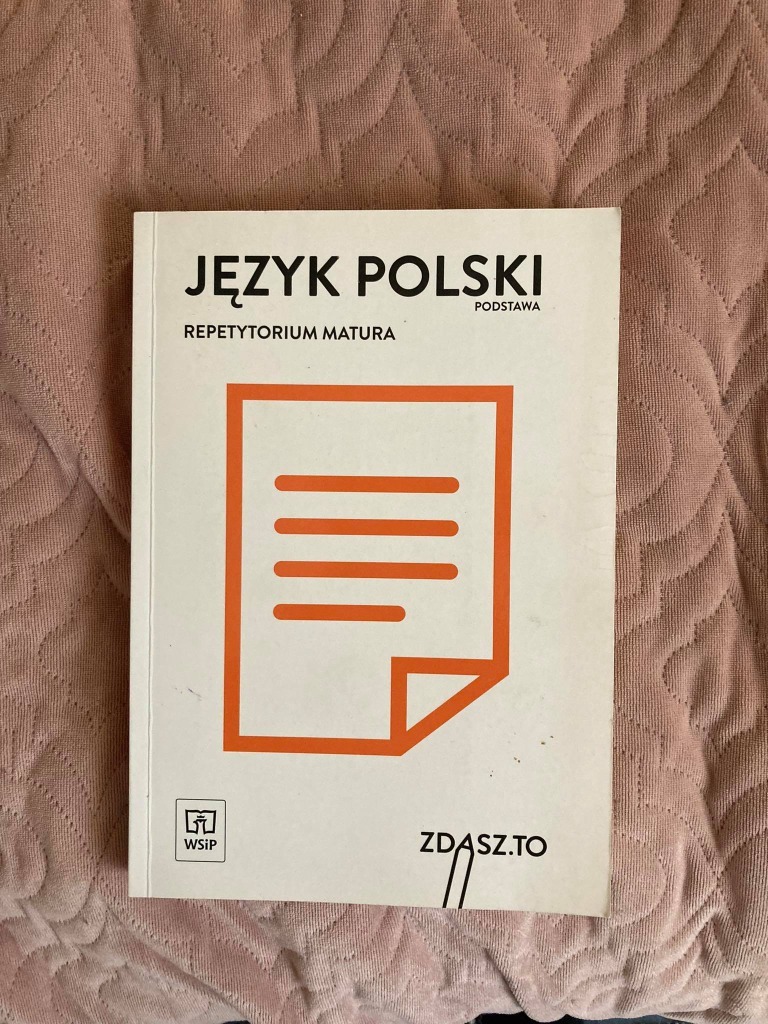 JĘZYK POLSKI
PODSTAWA
REPETYTORIUM MATURA
WSiP
ZDASZ.TO